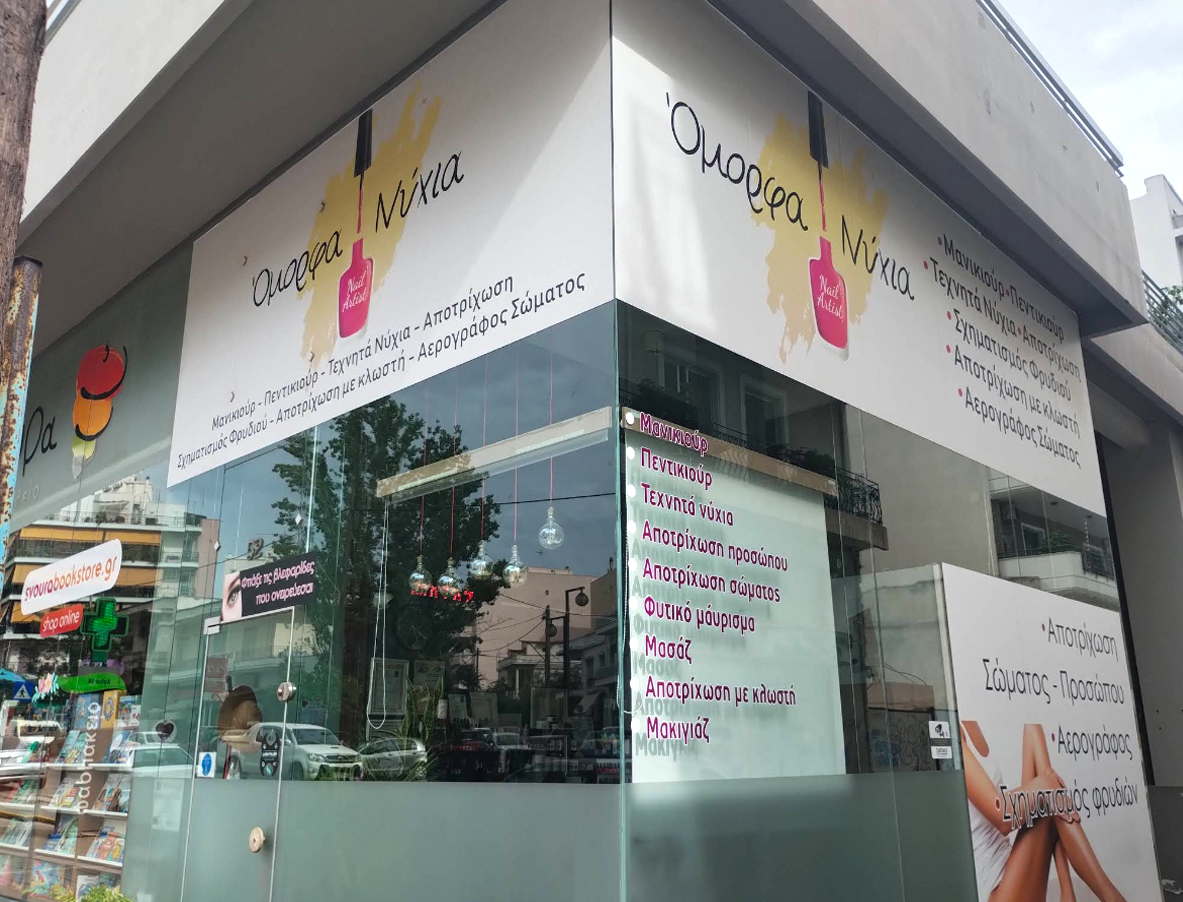 Όμορφα Νύχια
Nail
Artist
Μανικιούρ - Πεντικιούρ - Τεχνητά Νύχια - Αποτρίχωση
Σχηματισμός Φρυδιού - Αποτρίχωση με κλωστή - Αερογράφος Σώματος
Όμορφα Νύχια
Nail
Artist
•Μανικιούρ•Πεντικιούρ
•Τεχνητά Νύχια•Αποτρίχωση
•Σχηματισμός Φρυδιού
•Αποτρίχωση με κλωστή
•Αερογράφος Σώματος
Μανικιούρ
Πεντικιούρ
Τεχνητά νύχια
Αποτρίχωση προσώπου
Αποτρίχωση σώματος
Φυτικό μάυρισμα
Μασάζ
Αποτρίχωση με κλωστή
Μακιγιάζ
Φτιάξε τις βλεφαρίδες
που ονειρεύεσαι
svourabookstore.gr
shop online
•Αποτρίχωση
Σώματος - Προσώπου
•Αερογράφος
•Σχηματισμός φρυδιών